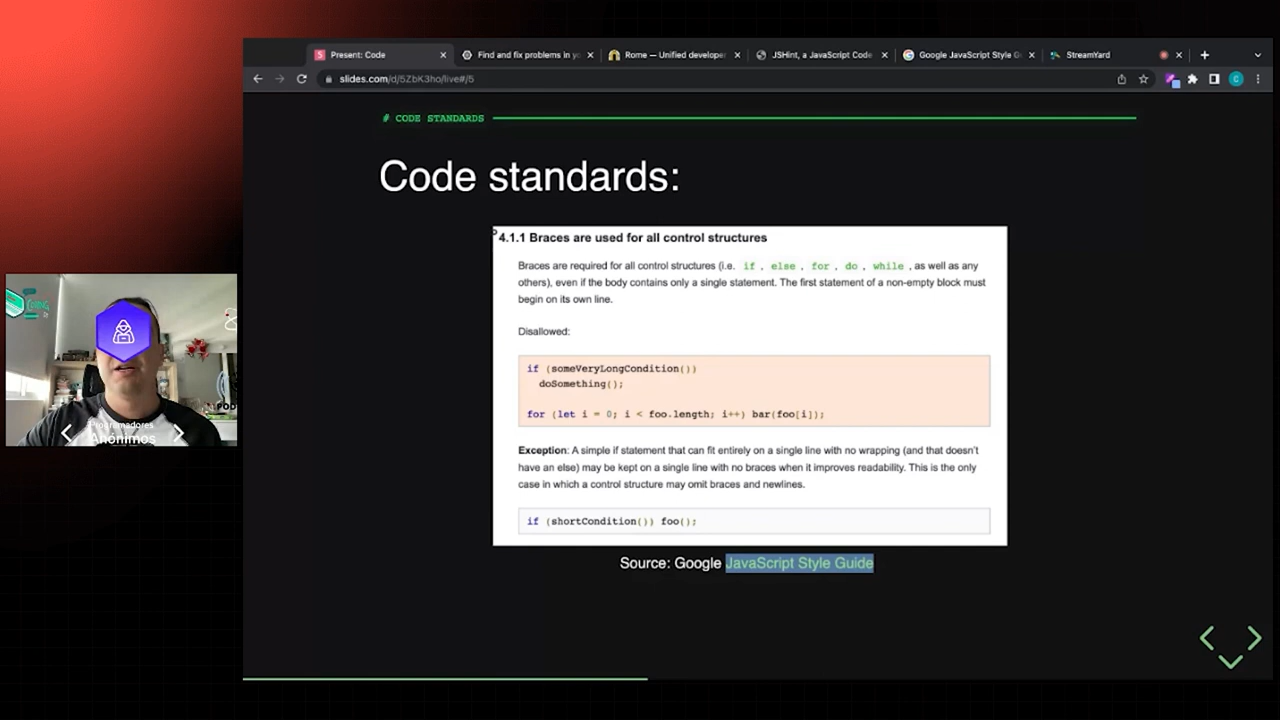 Present: Code
Find and fix problems in yo
Rome — Unified develope
JSHint, a JavaScript Code
Google JavaScript Style G
StreamYard
slides.com/d/5ZbK3ho/live#/5
# CODE STANDARDS
Code standards:
4.1.1 Braces are used for all control structures
Braces are required for all control structures (i.e. if, else, for, do, while, as well as any
others), even if the body contains only a single statement. The first statement of a non-empty block must
begin on its own line.
Disallowed:
if (someVeryLongCondition())
doSomething();
for (let i = 0; i < foo.length; i++) bar(foo[i]);
Exception: A simple if statement that can fit entirely on a single line with no wrapping (and that doesn't
have an else) may be kept on a single line with no braces when it improves readability. This is the only
case in which a control structure may omit braces and newlines.
if (shortCondition()) foo();
Source: Google JavaScript Style Guide
Programadores
Anónimos